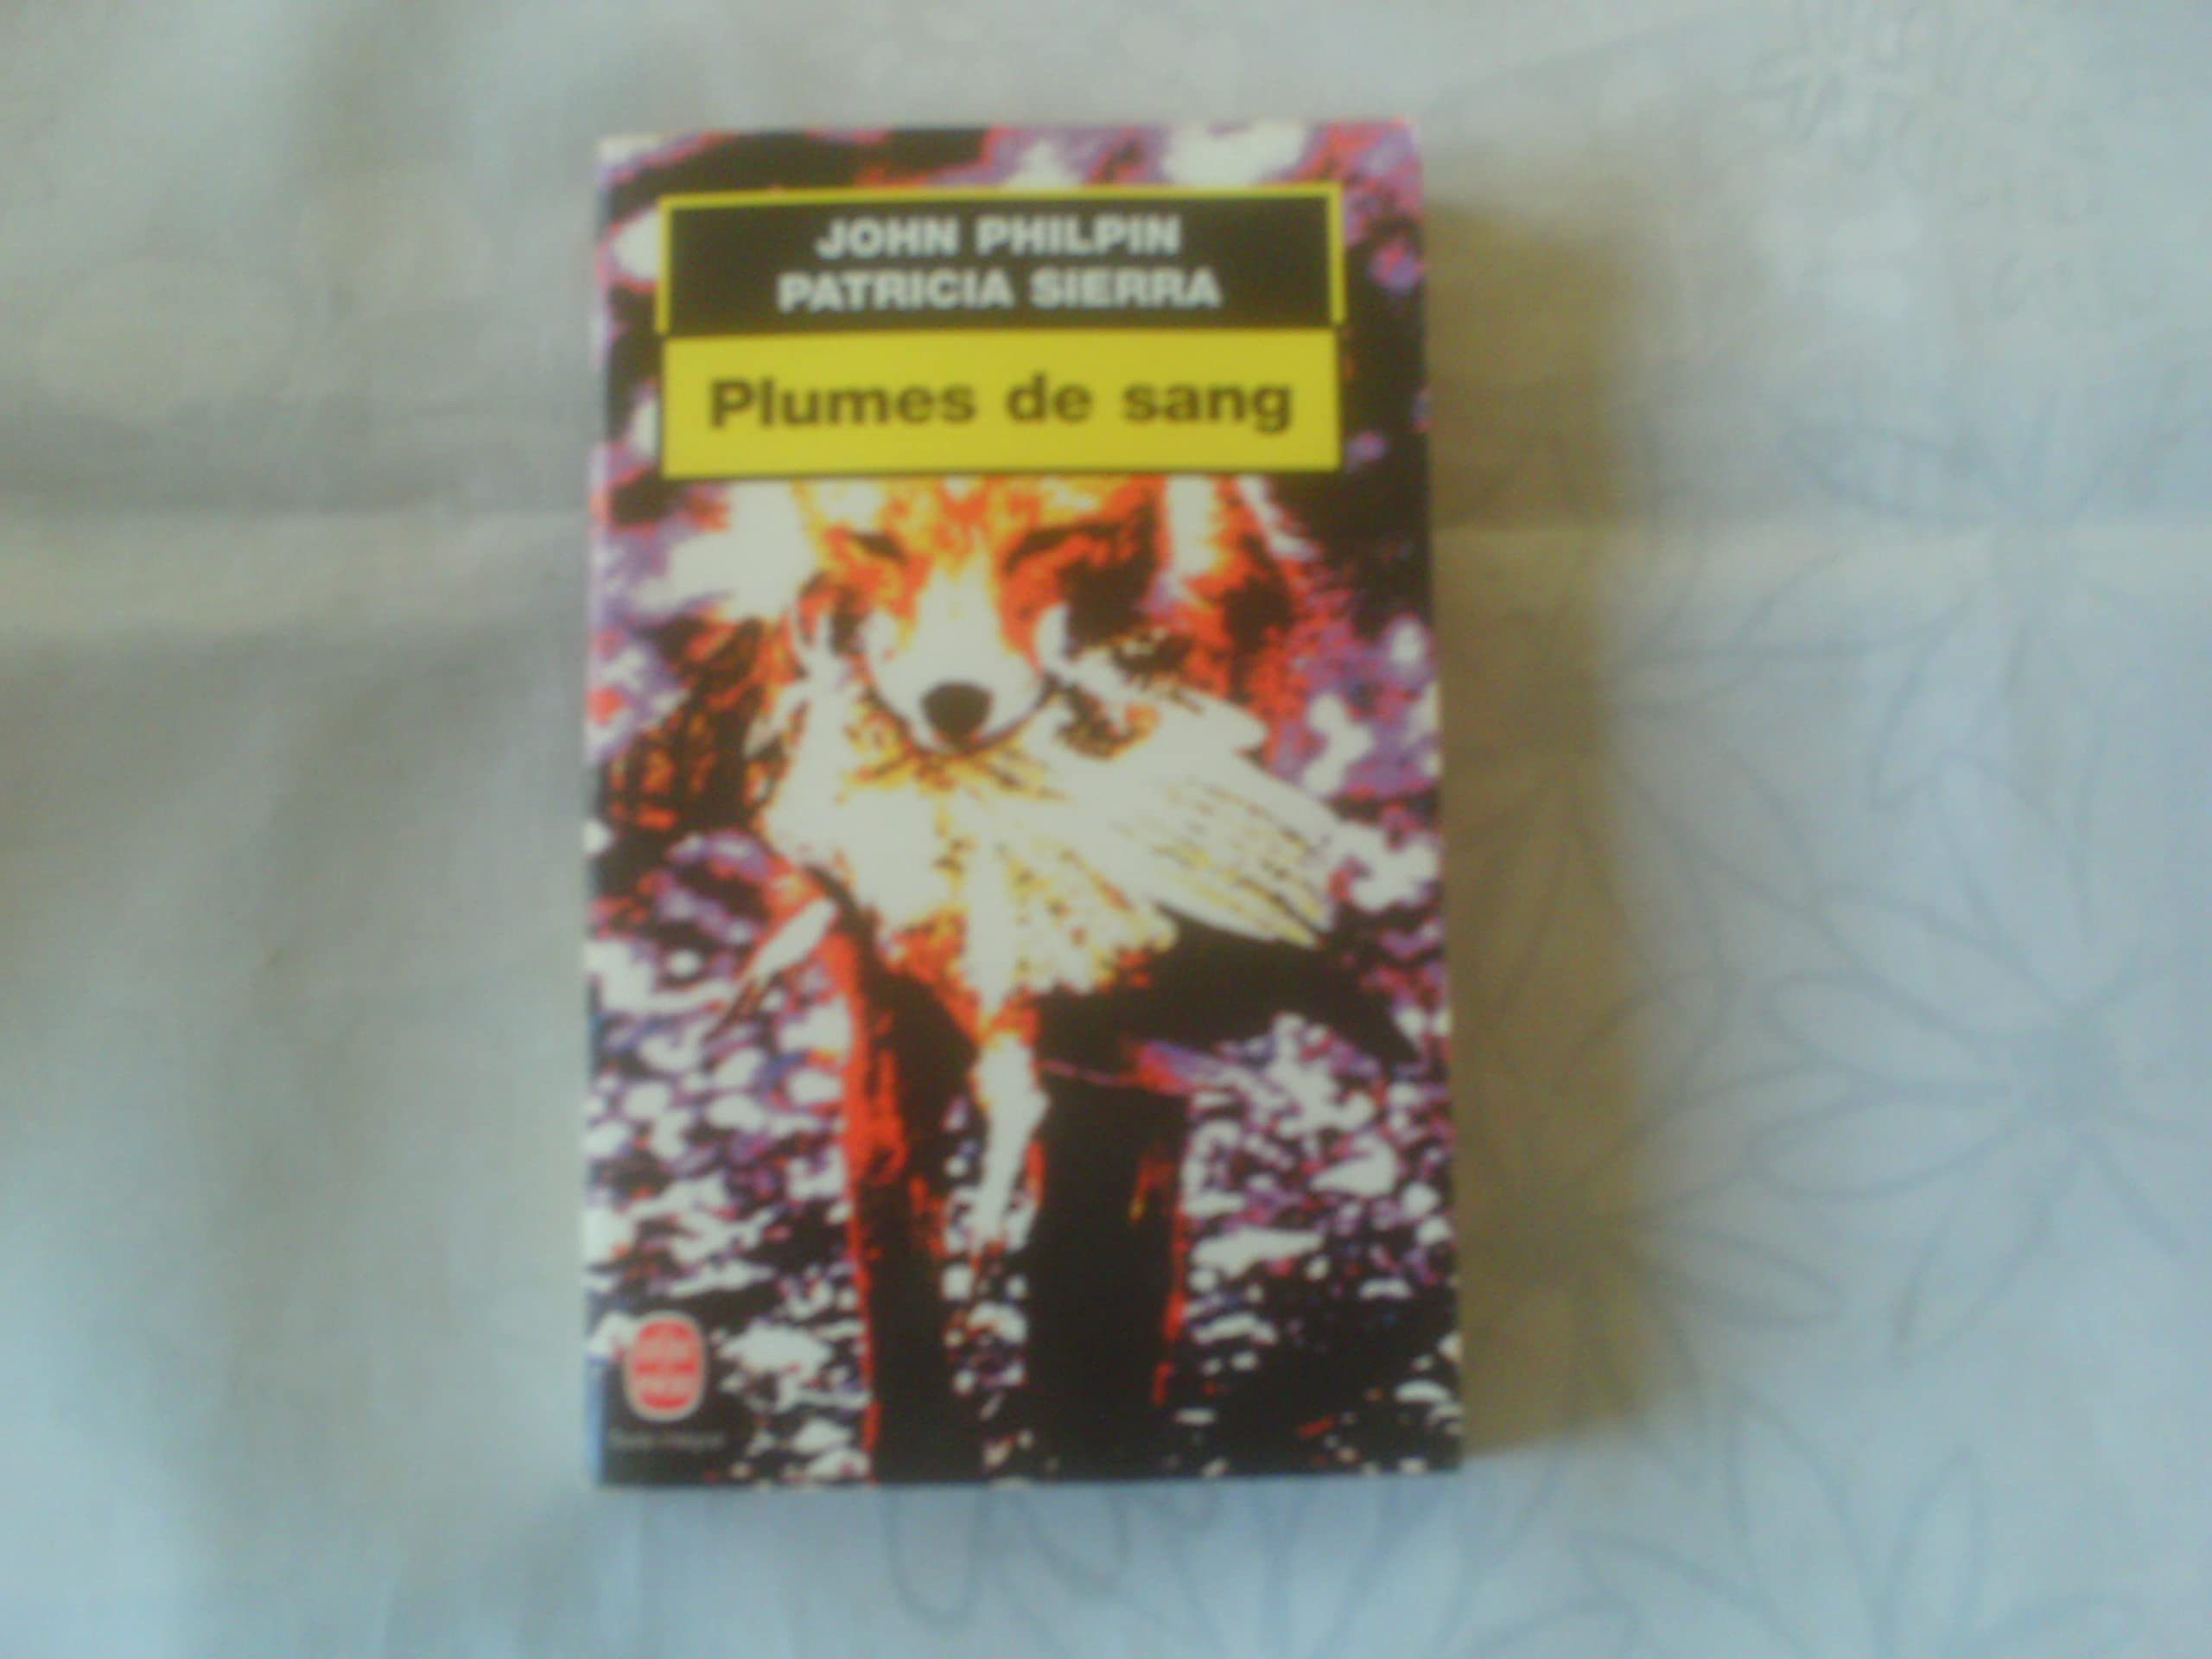 JOHN PHILPIN
PATRICIA SIERRA
Plumes de sang